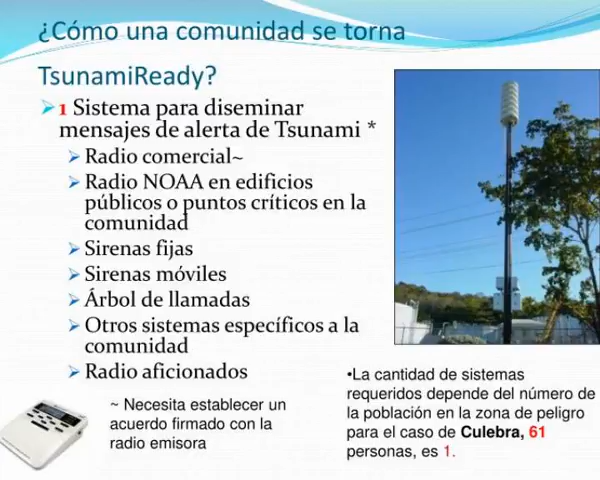 ¿Cómo una comunidad se torna
TsunamiReady?
1 Sistema para diseminar
mensajes de alerta de Tsunami *
Radio comercial~
Radio NOAA en edificios
públicos o puntos críticos en la
comunidad
Sirenas fijas
Sirenas móviles
Árbol de llamadas
Otros sistemas específicos a la
comunidad
Radio aficionados
~ Necesita establecer un
acuerdo firmado con la
radio emisora
•La cantidad de sistemas
requeridos depende del número de
la población en la zona de peligro
para el caso de Culebra, 61
personas, es 1.